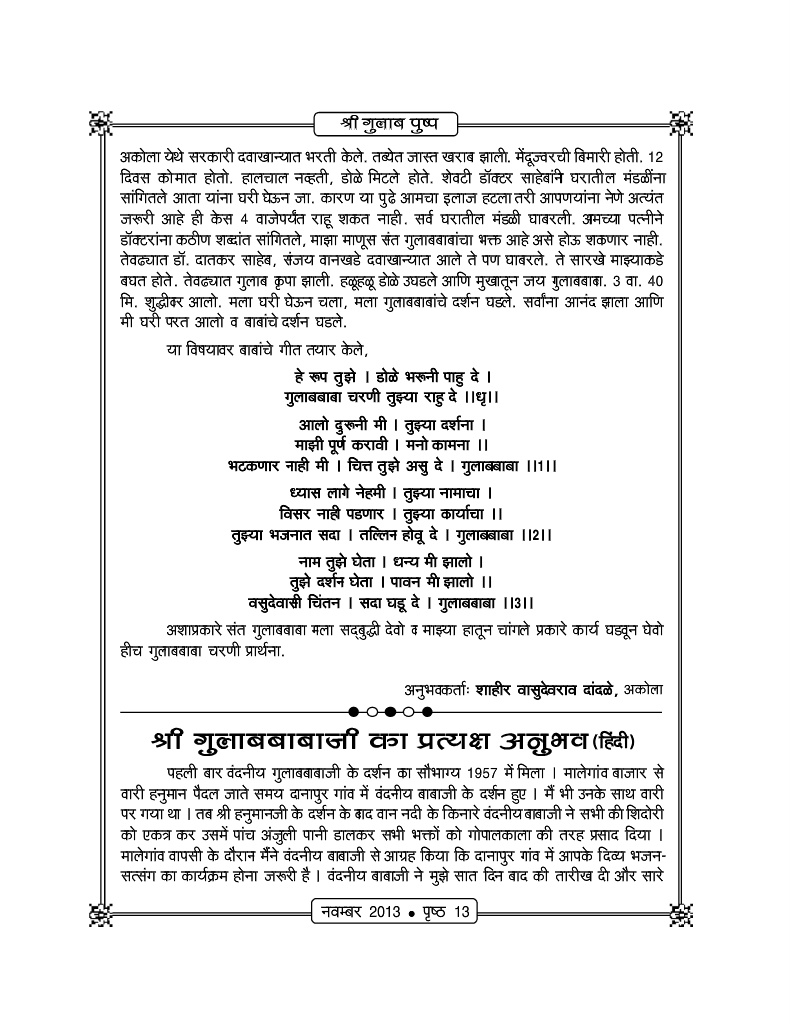 श्री गुलाब पुष्प
अकोला येथे सरकारी दवाखान्यात भरती केले. तब्येत जास्त खराब झाली. मेंदूज्वरची बिमारी होती. 12
दिवस कोमात होतो. हालचाल नव्हती, डोळे मिटले होते. शेवटी डॉक्टर साहेबांने घरातील मंडळींना
सांगितले आता यांना घरी घेऊन जा. कारण या पुढे आमचा इलाज हटला तरी आपणयांना नेणे अत्यंत
जरूरी आहे ही केस 4 वाजेपर्यंत राहू शकत नाही. सर्व घरातील मंडळी घाबरली. आमच्या पत्नीने
डॉक्टरांना कठीण शब्दांत सांगितले, माझा माणूस संत गुलाबबाबांचा भक्त आहे असे होऊ शकणार नाही.
तेवढ्यात डॉ. दातकर साहेब, संजय वानखडे दवाखान्यात आले ते पण घाबरले. ते सारखे माझ्याकडे
बघत होते. तेवढ्यात गुलाब कृपा झाली. हळूहळू डोळे उघडले आणि मुखातून जय गुलाबबाबा. 3 वा. 40
मि. शुद्धीवर आलो. मला घरी घेऊन चला, मला गुलाबबाबांचे दर्शन घडले. सर्वांना आनंद झाला आणि
मी घरी परत आलो व बाबांचे दर्शन घडले.
या विषयावर बाबांचे गीत तयार केले,
हे रूप तुझे । डोळे भरूनी पाहु दे ।
गुलाबबाबा चरणी तुझ्या राहु दे ।।धृ।।
आलो दुरूनी मी । तुझ्या दर्शना ।
माझी पूर्ण करावी । मनो कामना ।।
भटकणार नाही मी । चित्त तुझे असु दे । गुलाबबाबा ।।1।।
ध्यास लागे नेहमी । तुझ्या नामाचा ।
विसर नाही पडणार । तुझ्या कार्याचा ।।
तुझ्या भजनात सदा । तल्लिन होवू दे । गुलाबबाबा ।।2।।
नाम तुझे घेता । धन्य मी झालो ।
तुझे दर्शन घेता । पावन मी झालो ।।
वसुदेवासी चिंतन । सदा घडू दे । गुलाबबाबा ।।3।।
अशाप्रकारे संत गुलाबबाबा मला सद्‌बुद्धी देवो व माझ्या हातून चांगले प्रकारे कार्य घडवून घेवो
हीच गुलाबबाबा चरणी प्रार्थना.
अनुभवकर्ताः शाहीर वासुदेवराव दांदळे, अकोला
श्री गुलाबबाबाजी का प्रत्यक्ष अनुभव (हिंदी)
पहली बार वंदनीय गुलाबबाबाजी के दर्शन का सौभाग्य 1957 में मिला । मालेगांव बाजार से
वारी हनुमान पैदल जाते समय दानापुर गांव में वंदनीय बाबाजी के दर्शन हुए । मैं भी उनके साथ वारी
पर गया था । तब श्री हनुमानजी के दर्शन के बाद वान नदी के किनारे वंदनीय बाबाजी ने सभी की शिदोरी
को एकत्र कर उसमें पांच अंजुली पानी डालकर सभी भक्तों को गोपालकाला की तरह प्रसाद दिया ।
मालेगांव वापसी के दौरान मैंने वंदनीय बाबाजी से आग्रह किया कि दानापुर गांव में आपके दिव्य भजन-
सत्संग का कार्यक्रम होना जरूरी है । वंदनीय बाबाजी ने मुझे सात दिन बाद की तारीख दी और सारे
नवम्बर 2013 ● पृष्ठ 13